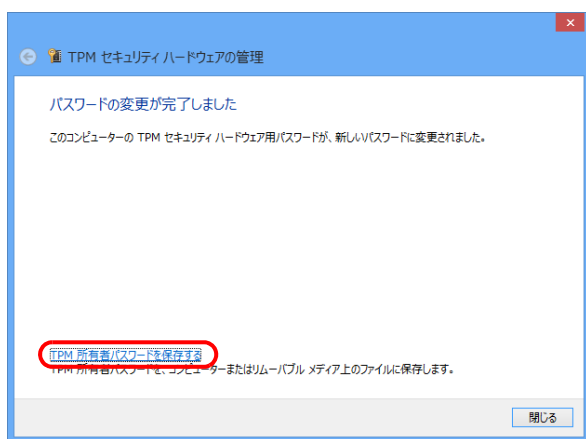 TPM セキュリティ ハードウェアの管理
パスワードの変更が完了しました
このコンピューターの TPM セキュリティ ハードウェア用パスワードが、新しいパスワードに変更されました。
TPM 所有者パスワードを保存する
TPM 所有者パスワードを、コンピューターまたはリムーバブル メディア上のファイルに保存します。
閉じる